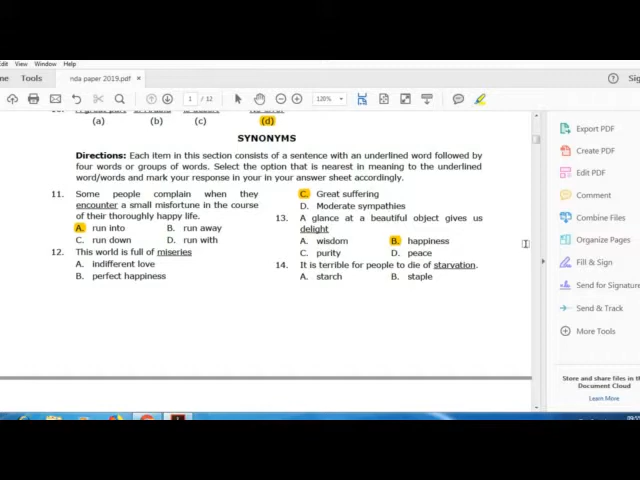 View Window Help
Tools nda paper 2019.pdf ×
1 / 12 120%
(a) (b) (c) (d)
SYNONYMS
Directions: Each item in this section consists of a sentence with an underlined word followed by
four words or groups of words. Select the option that is nearest in meaning to the underlined
word/words and mark your response in your in your answer sheet accordingly.
11. Some people complain when they
encounter a small misfortune in the course
of their thoroughly happy life.
A. run into B. run away
C. run down D. run with
12. This world is full of miseries
A. indifferent love
B. perfect happiness
C. Great suffering
D. Moderate sympathies
13. A glance at a beautiful object gives us
delight
A. wisdom B. happiness
C. purity D. peace
14. It is terrible for people to die of starvation.
A. starch B. staple
Export PDF
Create PDF
Edit PDF
Comment
Combine Files
Organize Pages
Fill & Sign
Send for Signature
Send & Track
More Tools
Store and share files in the
Document Cloud
Learn More